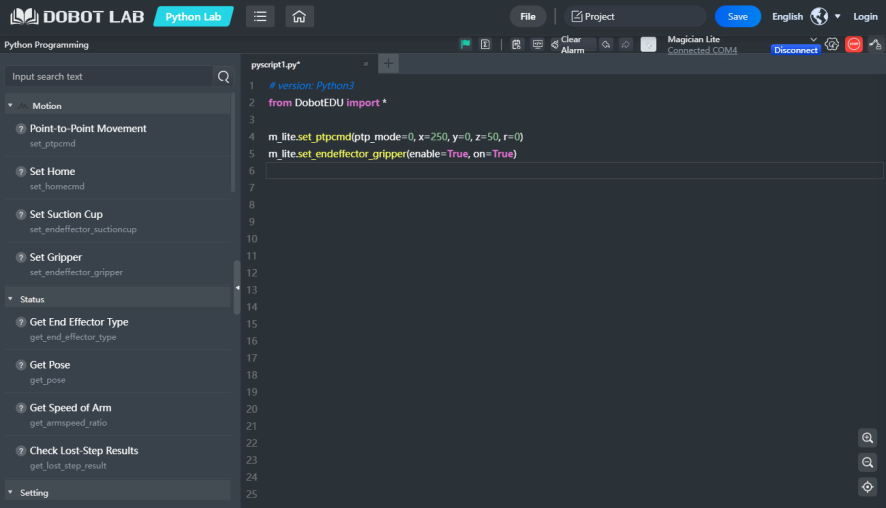 DOBOT LAB Python Lab File Project Save English Login
Python Programming Clear Alarm Magician Lite Connected COM4 Disconnect
Input search text
pyscript1.py*
Motion
Point-to-Point Movement
set_ptpcmd
Set Home
set_homecmd
Set Suction Cup
set_endeffector_suctioncup
Set Gripper
set_endeffector_gripper
Status
Get End Effector Type
get_end_effector_type
Get Pose
get_pose
Get Speed of Arm
get_armspeed_ratio
Check Lost-Step Results
get_lost_step_result
Setting
1 # version: Python3
2 from DobotEDU import *
3
4 m_lite.set_ptpcmd(ptp_mode=0, x=250, y=0, z=50, r=0)
5 m_lite.set_endeffector_gripper(enable=True, on=True)
6
7
8
9
10
11
12
13
14
15
16
17
18
19
20
21
22
23
24
25